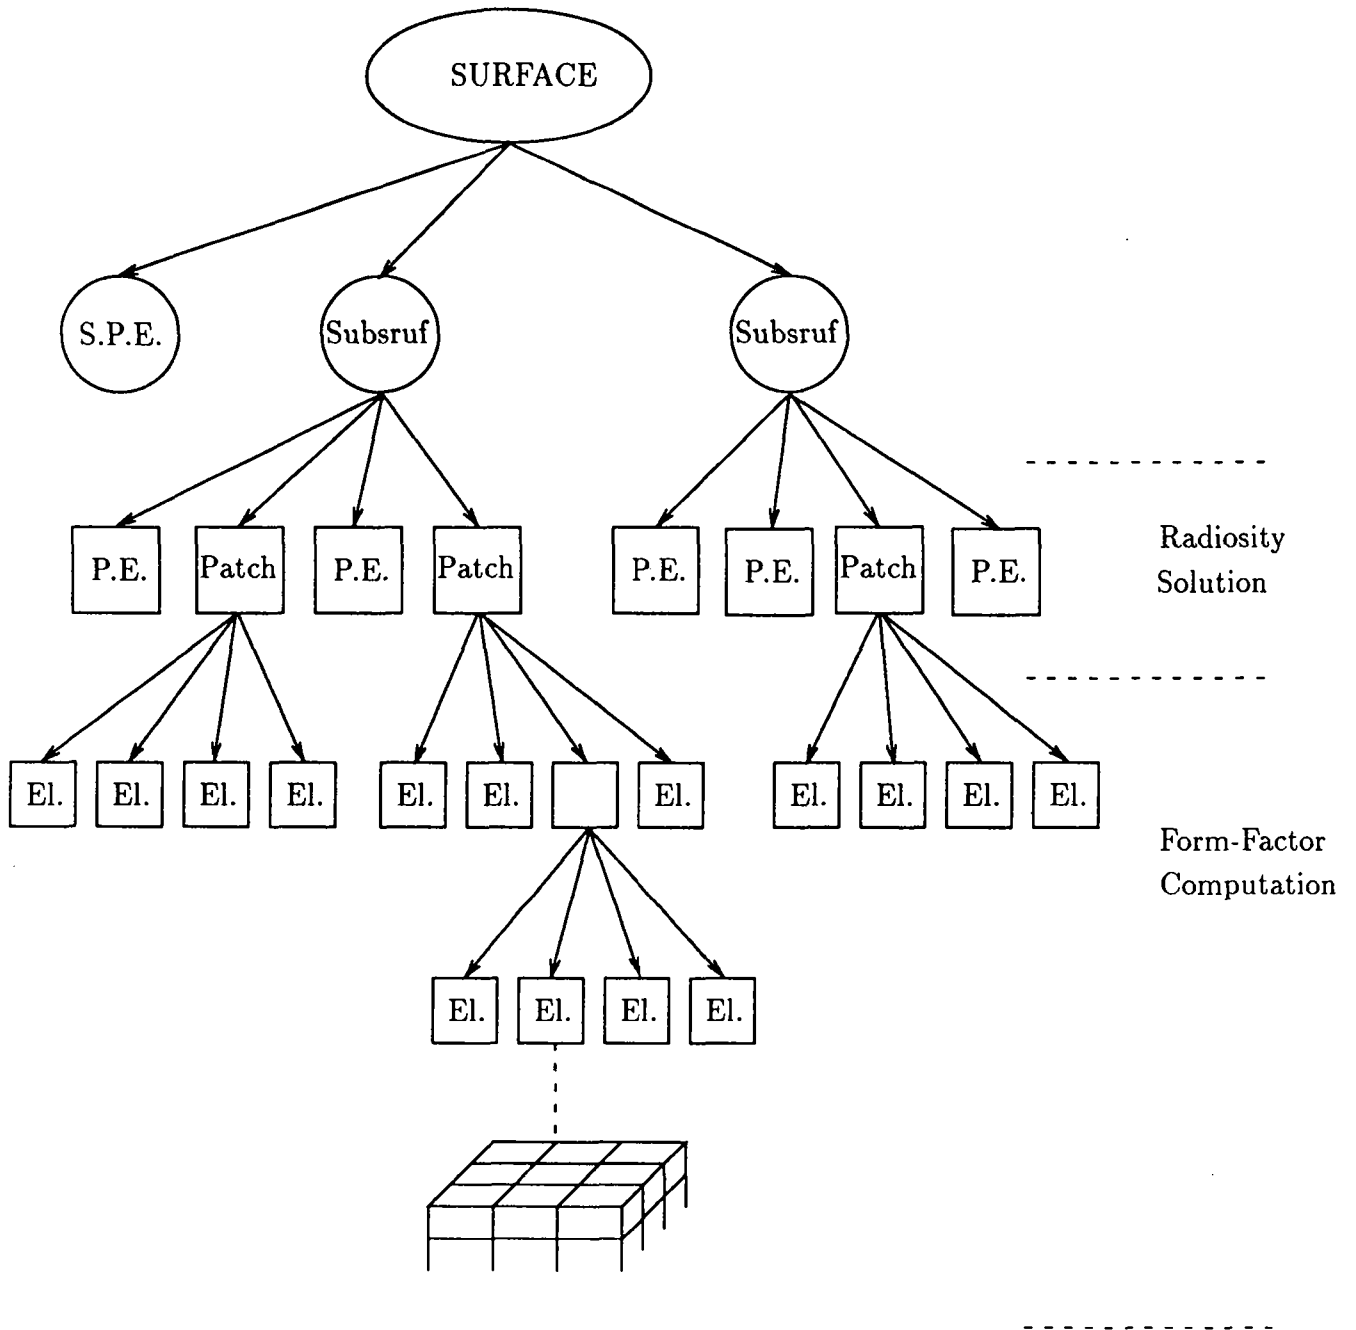 SURFACE
S.P.E.
Subsruf
Subsruf
P.E.
Patch
P.E.
Patch
P.E.
P.E.
Patch
P.E.
Radiosity
Solution
El.
El.
El.
El.
El.
El.
El.
El.
El.
El.
El.
Form-Factor
Computation
El.
El.
El.
El.